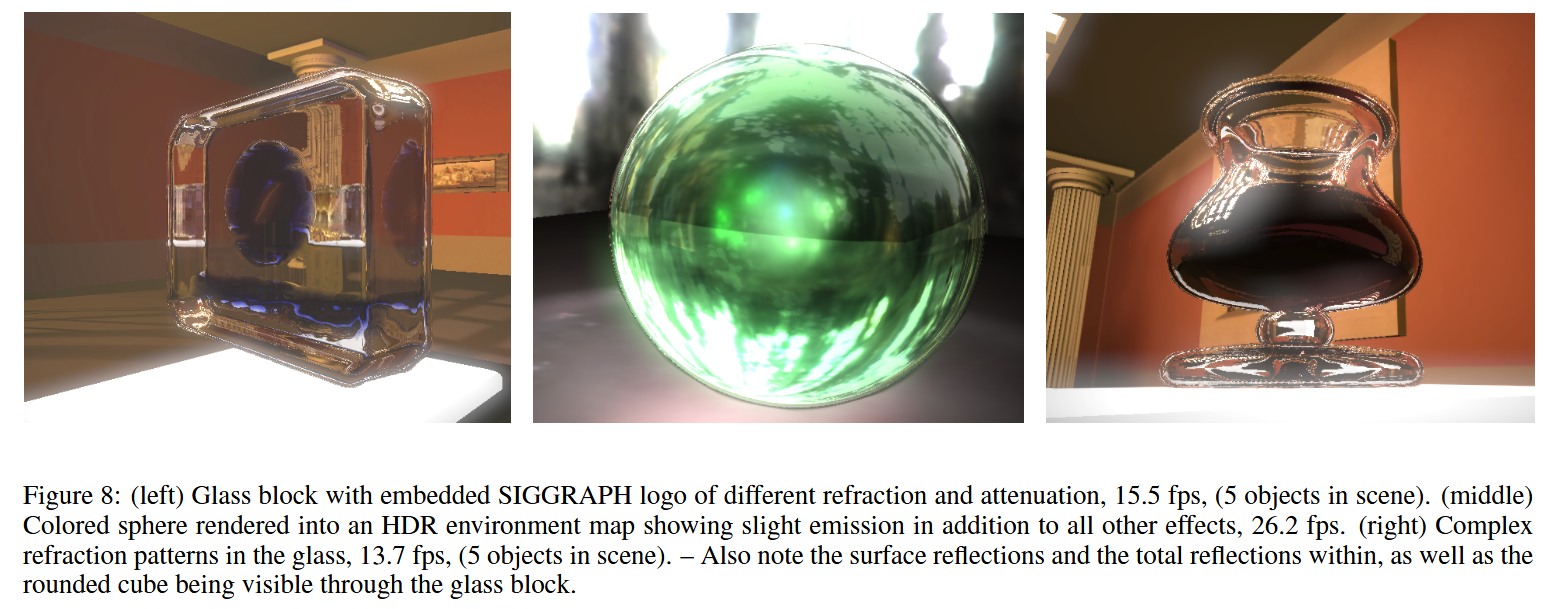 Figure 8: (left) Glass block with embedded SIGGRAPH logo of different refraction and attenuation, 15.5 fps, (5 objects in scene). (middle)
Colored sphere rendered into an HDR environment map showing slight emission in addition to all other effects, 26.2 fps. (right) Complex
refraction patterns in the glass, 13.7 fps, (5 objects in scene). – Also note the surface reflections and the total reflections within, as well as the
rounded cube being visible through the glass block.